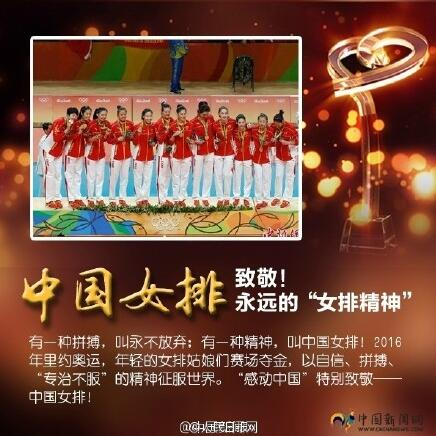 中国女排
致敬！
永远的“女排精神”
有一种拼搏，叫永不放弃；有一种精神，叫中国女排！2016
年里约奥运，年轻的女排姑娘们赛场夺金，以自信、拼搏、
“专治不服”的精神征服世界。“感动中国”特别致敬——
中国女排！
中国新闻网
WWW.CHINANEWS.COM